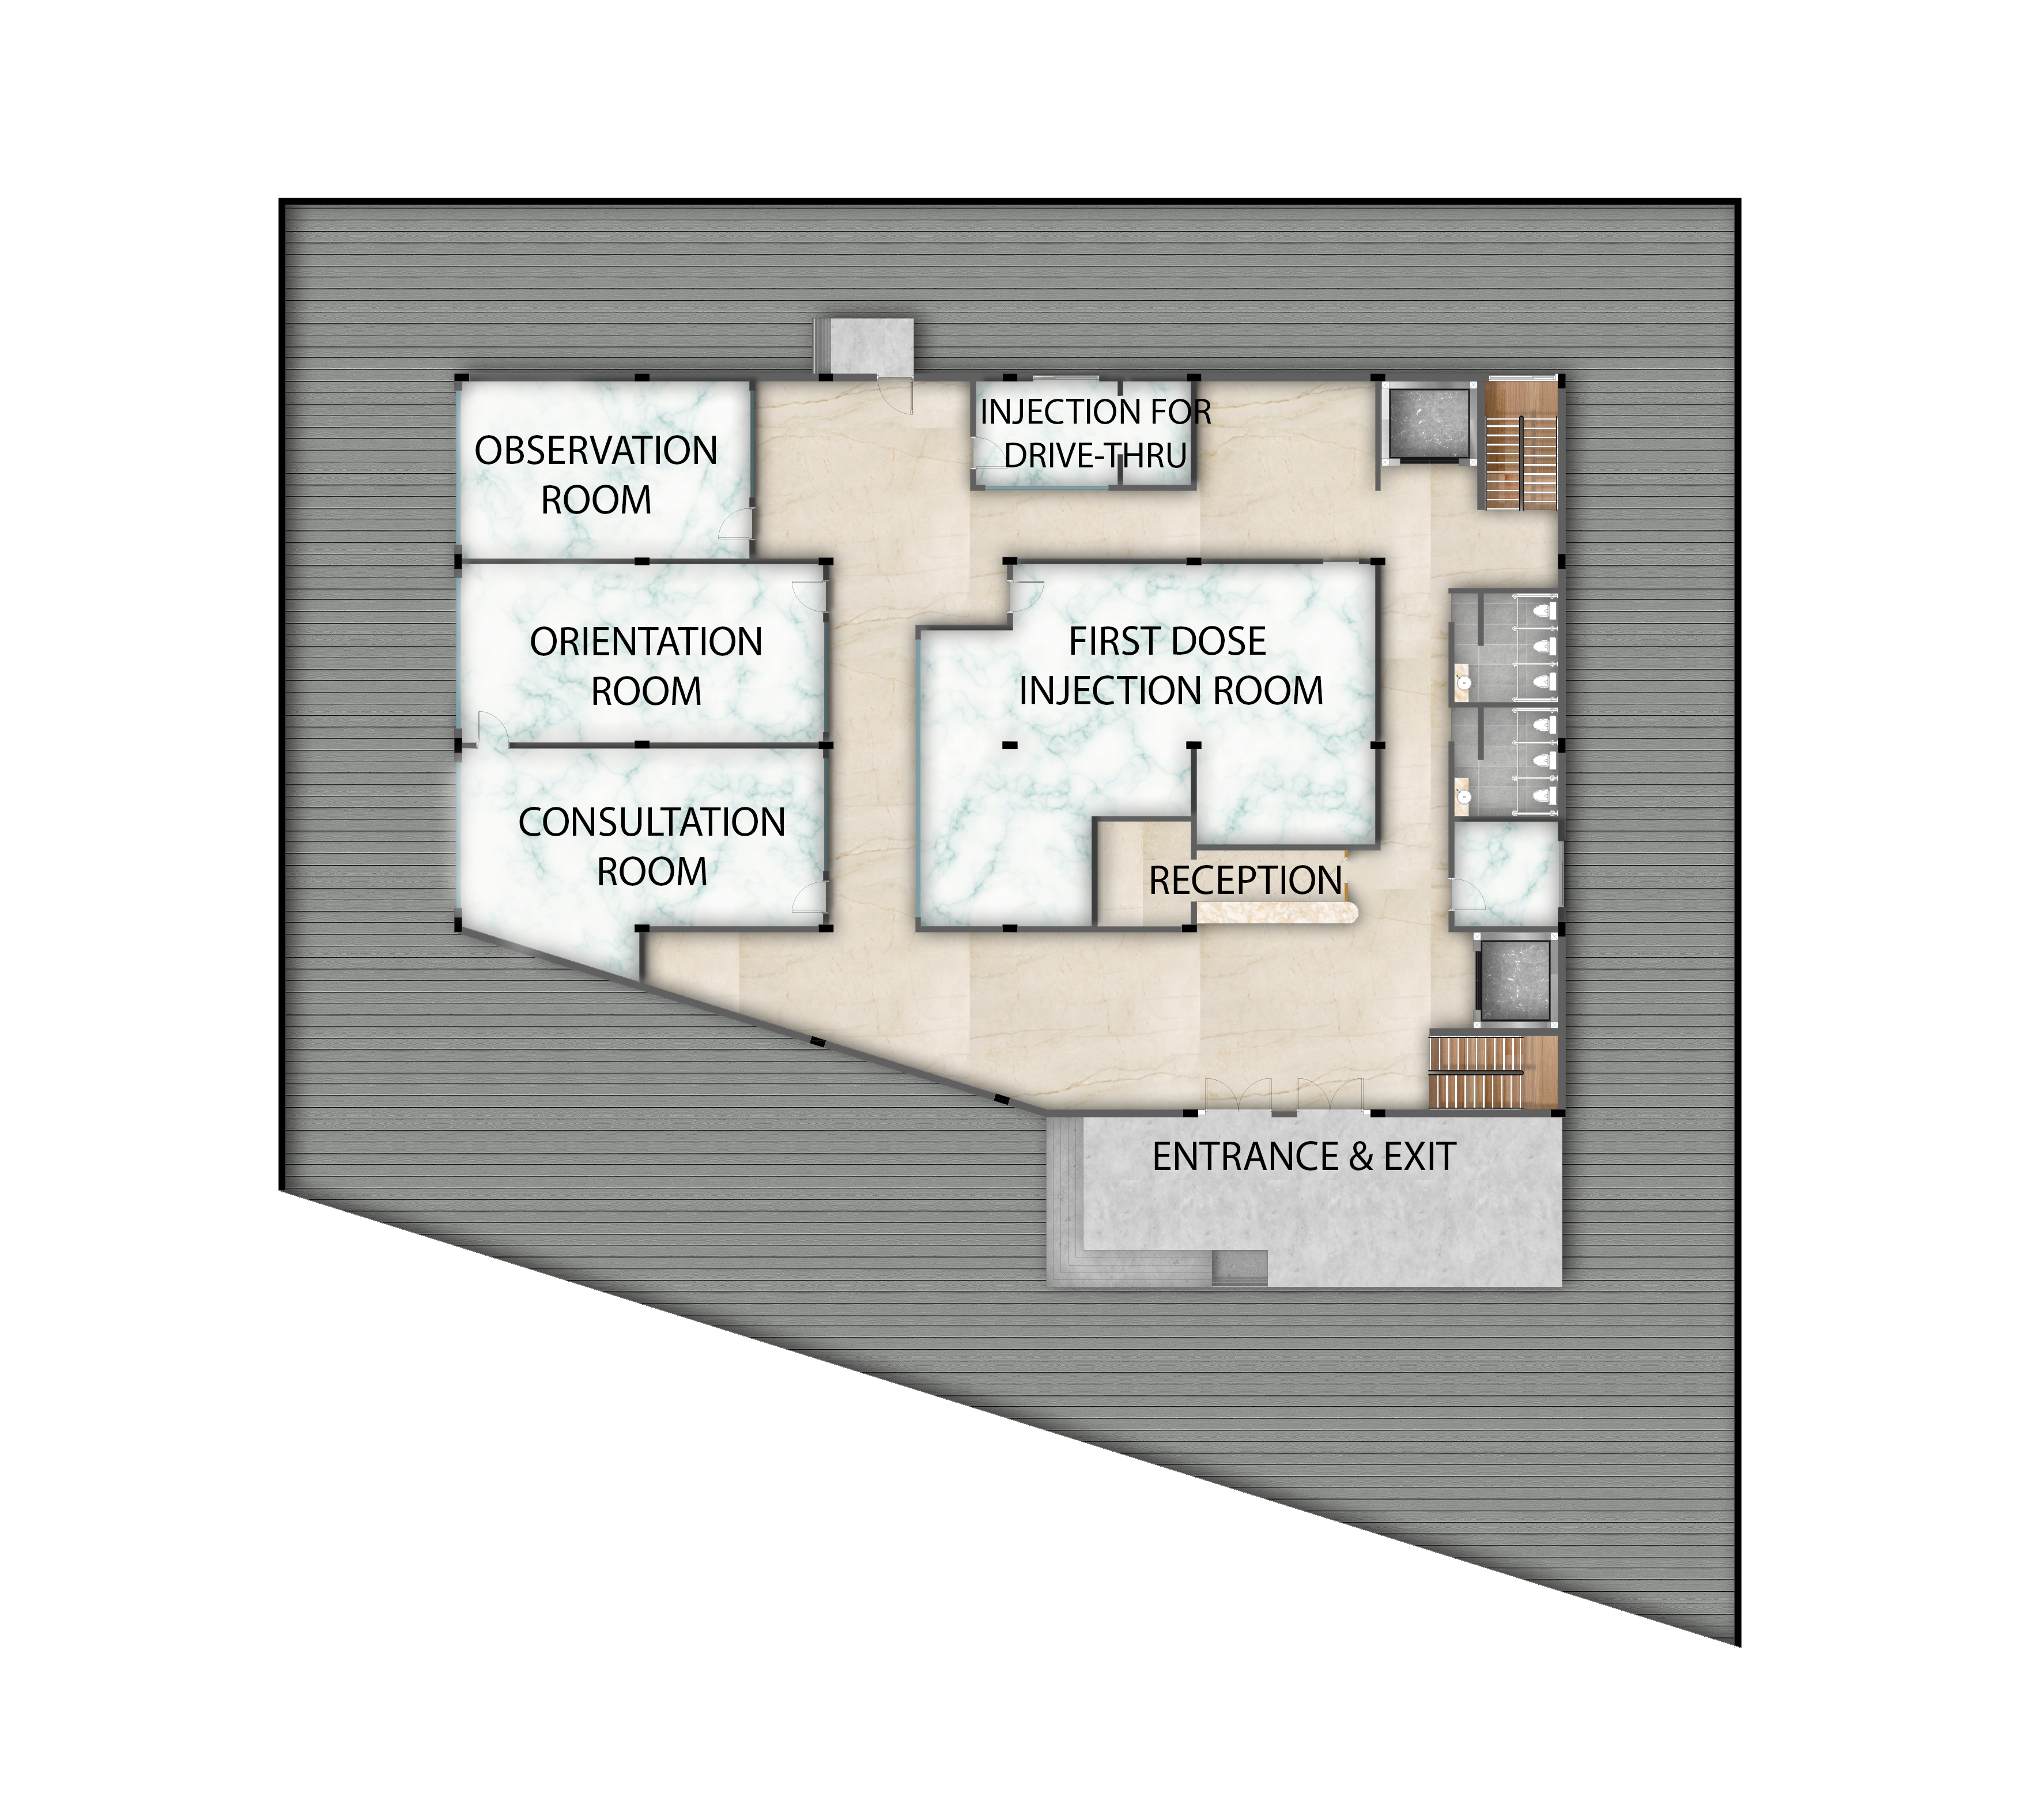 INJECTION FOR
DRIVE-THRU
OBSERVATION
ROOM
ORIENTATION
ROOM
FIRST DOSE
INJECTION ROOM
CONSULTATION
ROOM
RECEPTION
ENTRANCE & EXIT